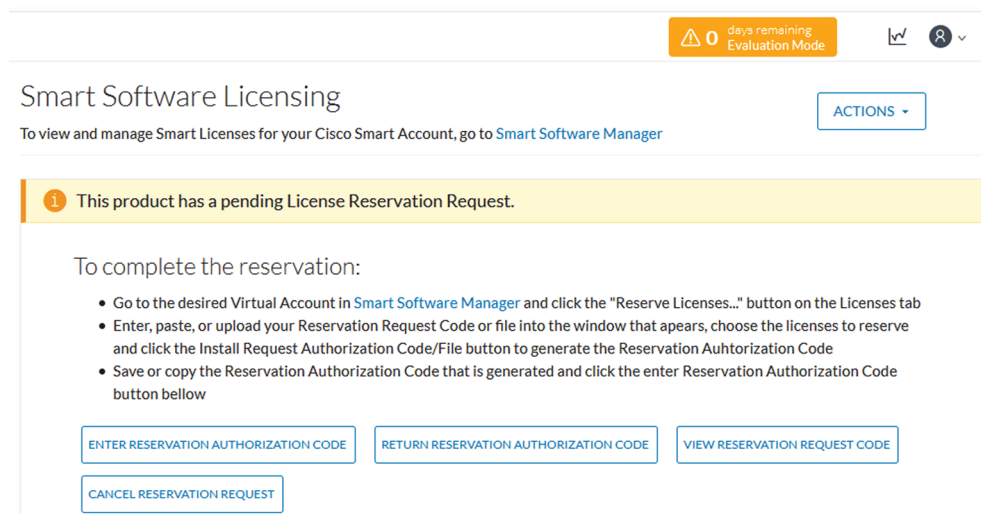 0 days remaining
Evaluation Mode
Smart Software Licensing
ACTIONS
To view and manage Smart Licenses for your Cisco Smart Account, go to Smart Software Manager
i This product has a pending License Reservation Request.
To complete the reservation:
• Go to the desired Virtual Account in Smart Software Manager and click the "Reserve Licenses..." button on the Licenses tab
• Enter, paste, or upload your Reservation Request Code or file into the window that apears, choose the licenses to reserve
and click the Install Request Authorization Code/File button to generate the Reservation Auhtorization Code
• Save or copy the Reservation Authorization Code that is generated and click the enter Reservation Authorization Code
button bellow
ENTER RESERVATION AUTHORIZATION CODE RETURN RESERVATION AUTHORIZATION CODE VIEW RESERVATION REQUEST CODE
CANCEL RESERVATION REQUEST